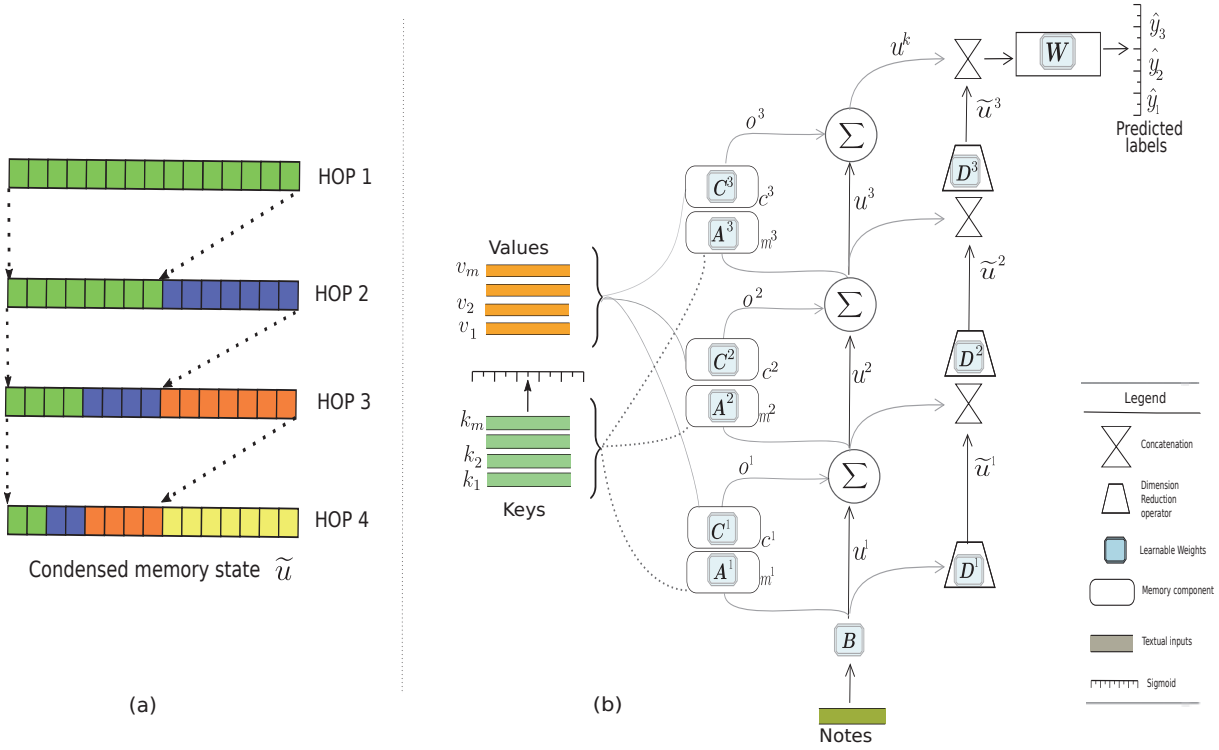 HOP 1
HOP 2
HOP 3
HOP 4
Condensed memory state ũ
(a)
Values
v_m
v_2
v_1
k_m
k_2
k_1
Keys
u^k
W
ŷ_3
ŷ_2
ŷ_1
Predicted
labels
o^3
∑
ũ^3
D^3
C^3
c^3
A^3
m^3
u^3
o^2
∑
ũ^2
D^2
C^2
c^2
A^2
m^2
u^2
o^1
∑
ũ^1
D^1
C^1
c^1
A^1
m^1
u^1
B
Notes
(b)
Legend
Concatenation
Dimension
Reduction
operator
Learnable Weights
Memory component
Textual inputs
Sigmoid